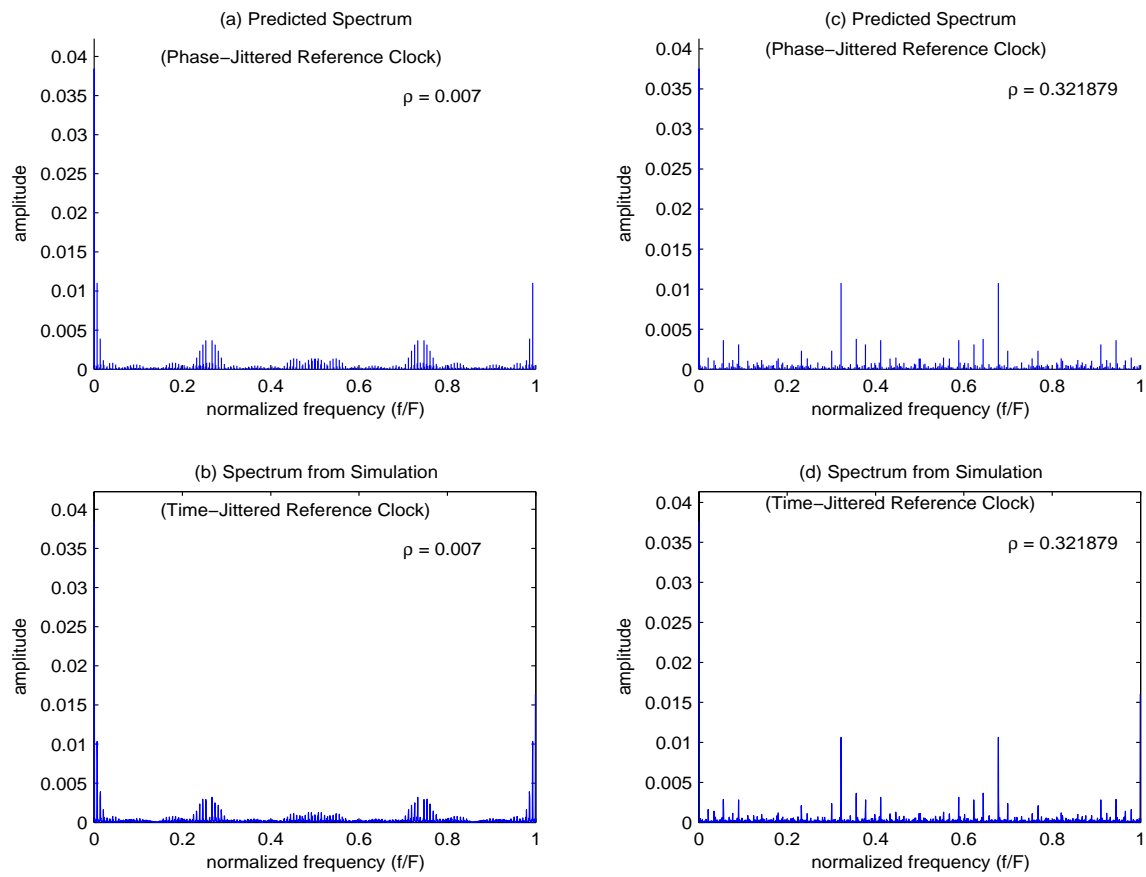 (a) Predicted Spectrum
(Phase−Jittered Reference Clock)
ρ = 0.007
0.04
0.035
0.03
0.025
0.02
0.015
0.01
0.005
0
amplitude
0 0.2 0.4 0.6 0.8 1
normalized frequency (f/F)
(c) Predicted Spectrum
(Phase−Jittered Reference Clock)
ρ = 0.321879
0.04
0.035
0.03
0.025
0.02
0.015
0.01
0.005
0
amplitude
0 0.2 0.4 0.6 0.8 1
normalized frequency (f/F)
(b) Spectrum from Simulation
(Time−Jittered Reference Clock)
ρ = 0.007
0.04
0.035
0.03
0.025
0.02
0.015
0.01
0.005
0
amplitude
0 0.2 0.4 0.6 0.8 1
normalized frequency (f/F)
(d) Spectrum from Simulation
(Time−Jittered Reference Clock)
ρ = 0.321879
0.04
0.035
0.03
0.025
0.02
0.015
0.01
0.005
0
amplitude
0 0.2 0.4 0.6 0.8 1
normalized frequency (f/F)